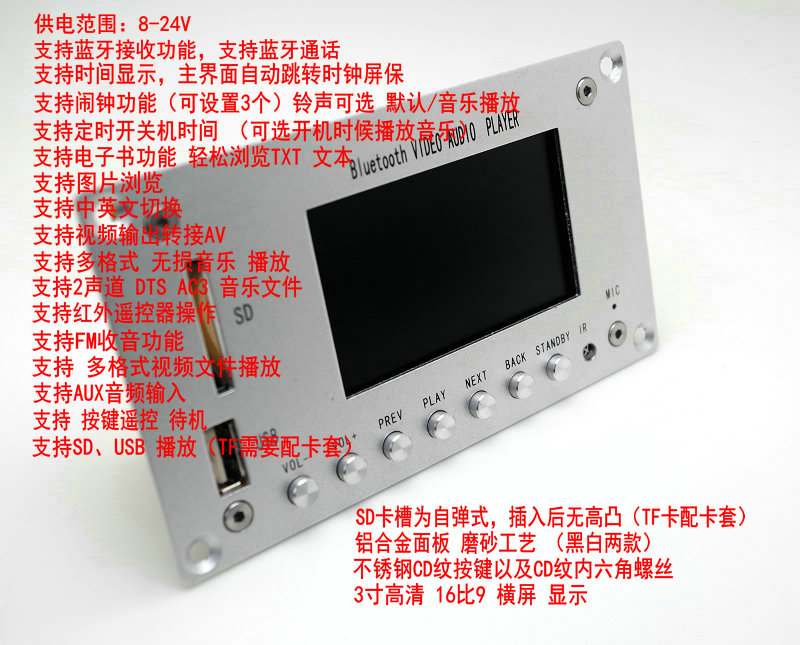 供电范围：8-24V
支持蓝牙接收功能，支持蓝牙通话
支持时间显示，主界面自动跳转时钟屏保
支持闹钟功能（可设置3个）铃声可选 默认/音乐播放
支持定时开关机时间 （可选开机时候播放音乐）
支持电子书功能 轻松浏览TXT 文本
支持图片浏览
支持中英文切换
支持视频输出转接AV
支持多格式 无损音乐 播放
支持2声道 DTS AC3 音乐文件
支持红外遥控器操作
支持FM收音功能
支持 多格式视频文件播放
支持AUX音频输入
支持 按键遥控 待机
支持SD、USB 播放（TF需要配卡套）
Bluetooth VIDEO AUDIO PLAYER
SD
USB
MIC
VOL- VOL+ PREV PLAY NEXT BACK STANDBY IR
SD卡槽为自弹式，插入后无高凸（TF卡配卡套）
铝合金面板 磨砂工艺 （黑白两款）
不锈钢CD纹按键以及CD纹内六角螺丝
3寸高清 16比9 横屏 显示